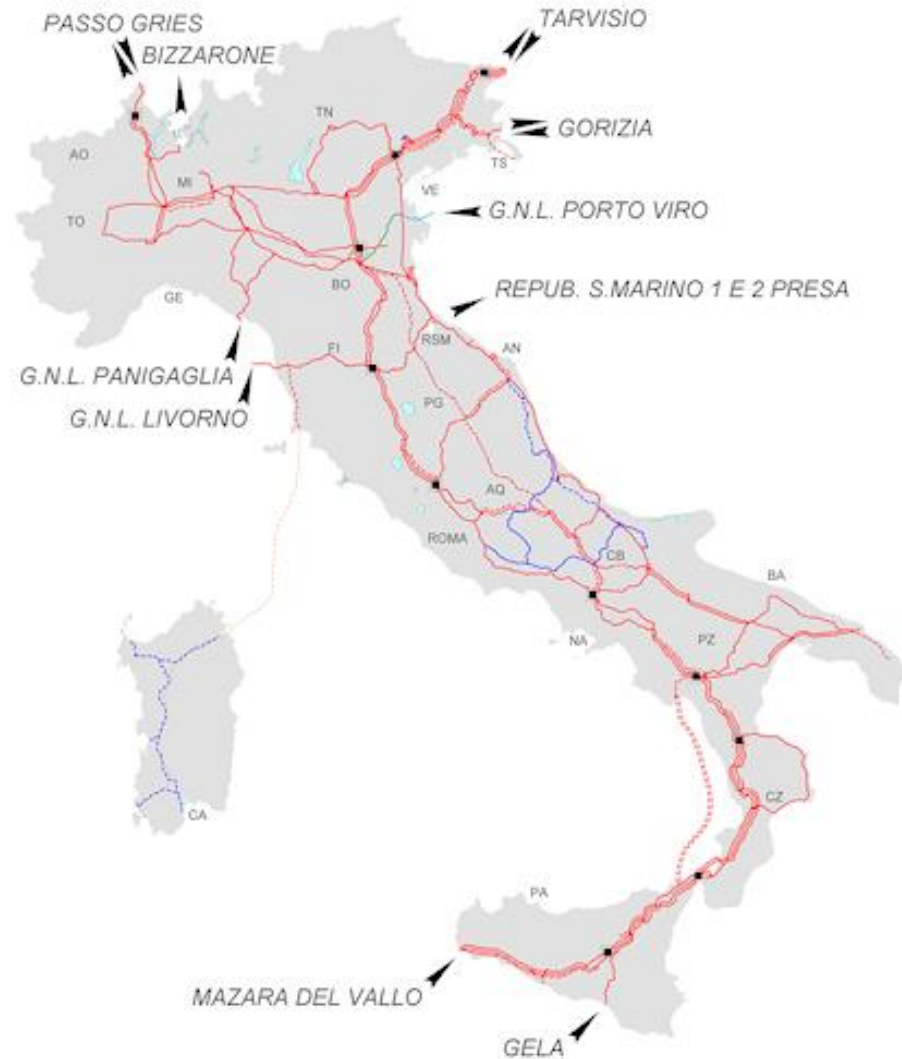 PASSO GRIES
TARVISIO
BIZZARONE
TN
GORIZIA
AO
TS
MI
VE
TO
G.N.L. PORTO VIRO
BO
REPUB. S.MARINO 1 E 2 PRESA
GE
RSM
FI
AN
G.N.L. PANIGAGLIA
PG
G.N.L. LIVORNO
AQ
ROMA
CB
BA
NA
PZ
CZ
CA
PA
MAZARA DEL VALLO
GELA